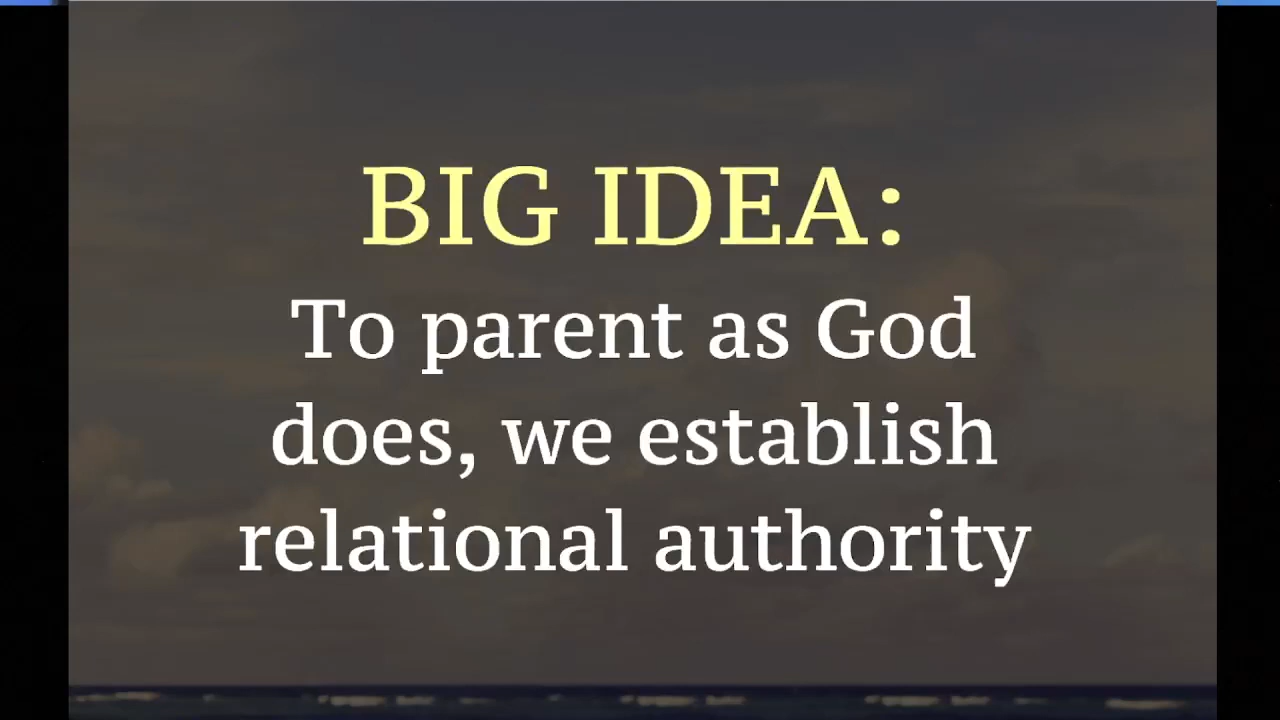 BIG IDEA:
To parent as God
does, we establish
relational authority